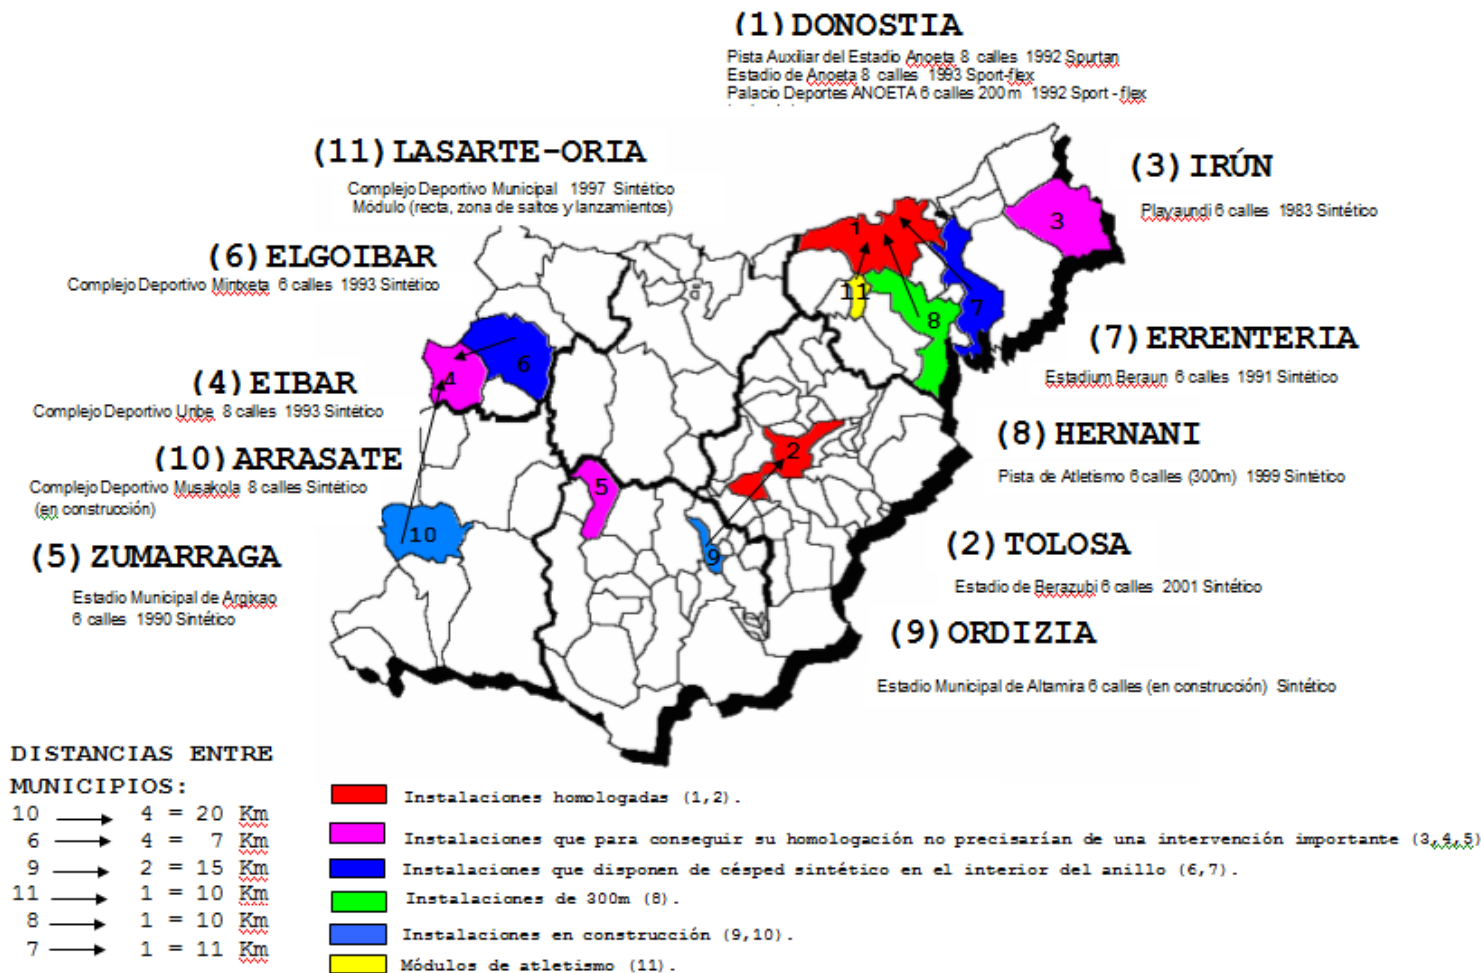 (1)DONOSTIA
Pista Auxiliar del Estadio Anoeta 8 calles 1992 Spurtan
Estadio de Anoeta 8 calles 1993 Sport-flex
Palacio Deportes ANOETA 6 calles 200m 1992 Sport - flex
(11)LASARTE-ORIA
Complejo Deportivo Municipal 1997 Sintético
Módulo (recta, zona de saltos y lanzamientos)
(3)IRÚN
Playaundi 6 calles 1983 Sintético
(6)ELGOIBAR
Complejo Deportivo Mintxeta 6 calles 1993 Sintético
(7)ERRENTERIA
Estadium Beraun 6 calles 1991 Sintético
(4)EIBAR
Complejo Deportivo Unbe 8 calles 1993 Sintético
(8)HERNANI
Pista de Atletismo 6 calles (300m) 1999 Sintético
(10)ARRASATE
Complejo Deportivo Musakola 8 calles Sintético
(en construcción)
(2)TOLOSA
Estadio de Berazubi 6 calles 2001 Sintético
(5)ZUMARRAGA
Estadio Municipal de Argixao
6 calles 1990 Sintético
(9)ORDIZIA
Estadio Municipal de Altamira 6 calles (en construcción) Sintético
1
3
11
8
7
6
4
2
5
10
9
DISTANCIAS ENTRE
MUNICIPIOS:
10 → 4 = 20 Km
6 → 4 = 7 Km
9 → 2 = 15 Km
11 → 1 = 10 Km
8 → 1 = 10 Km
7 → 1 = 11 Km
Instalaciones homologadas (1,2).
Instalaciones que para conseguir su homologación no precisarían de una intervención importante (3,4,5)
Instalaciones que disponen de césped sintético en el interior del anillo (6,7).
Instalaciones de 300m (8).
Instalaciones en construcción (9,10).
Módulos de atletismo (11).